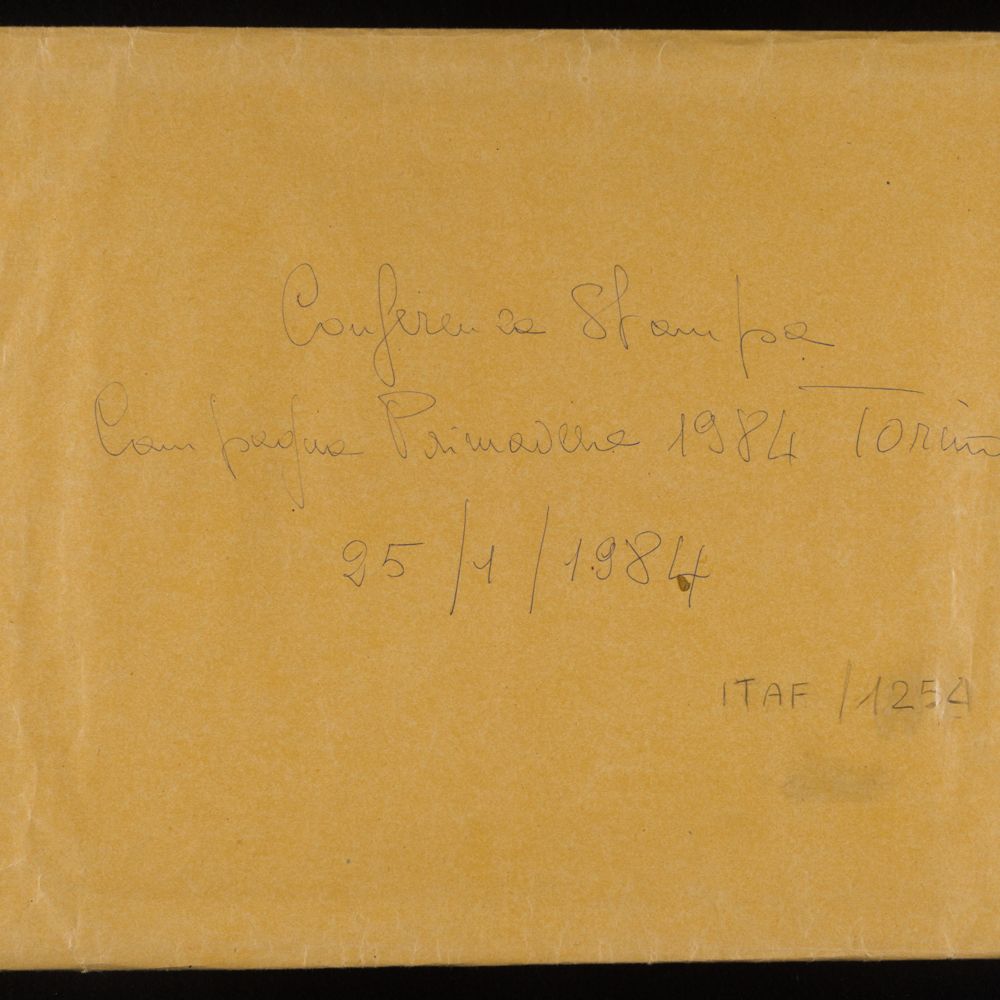 Conferenza Stampa
Campagna Primavera 1984 Torino
25/1/1984
ITAF /1254